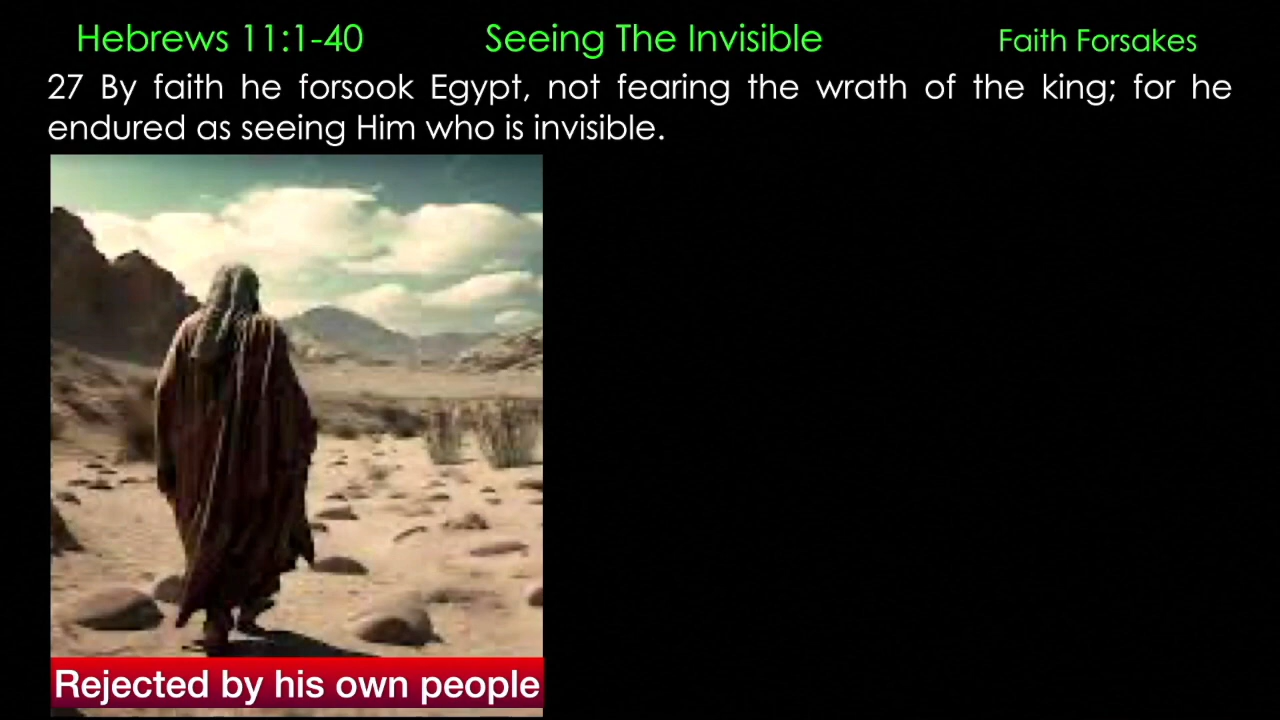 Hebrews 11:1-40 Seeing The Invisible Faith Forsakes
27 By faith he forsook Egypt, not fearing the wrath of the king; for he
endured as seeing Him who is invisible.
Rejected by his own people